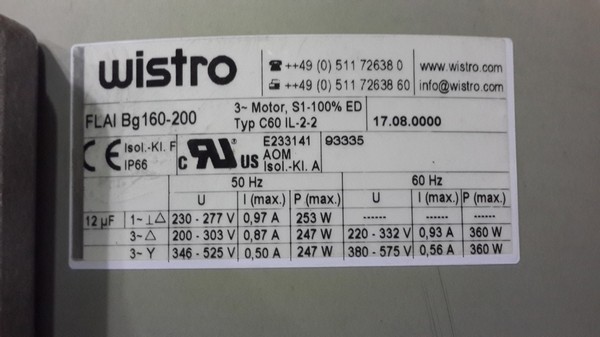 wistro
☎ ++49 (0) 511 72638 0
++49 (0) 511 72638 60
www.wistro.com
info@wistro.com
FLAI Bg160-200
3~ Motor, S1-100% ED
Typ C60 IL-2-2
17.08.0000
CE Isol.-Kl. F
IP66
c RU US
E233141
AOM
Isol.-Kl. A
93335
50 Hz 60 Hz
U I (max.) P (max.) U I (max.) P (max.)
12 µF 1~ ⊥△ 230 - 277 V 0,97 A 253 W ------ ------ ------
3~ △ 200 - 303 V 0,87 A 247 W 220 - 332 V 0,93 A 360 W
3~ Y 346 - 525 V 0,50 A 247 W 380 - 575 V 0,56 A 360 W